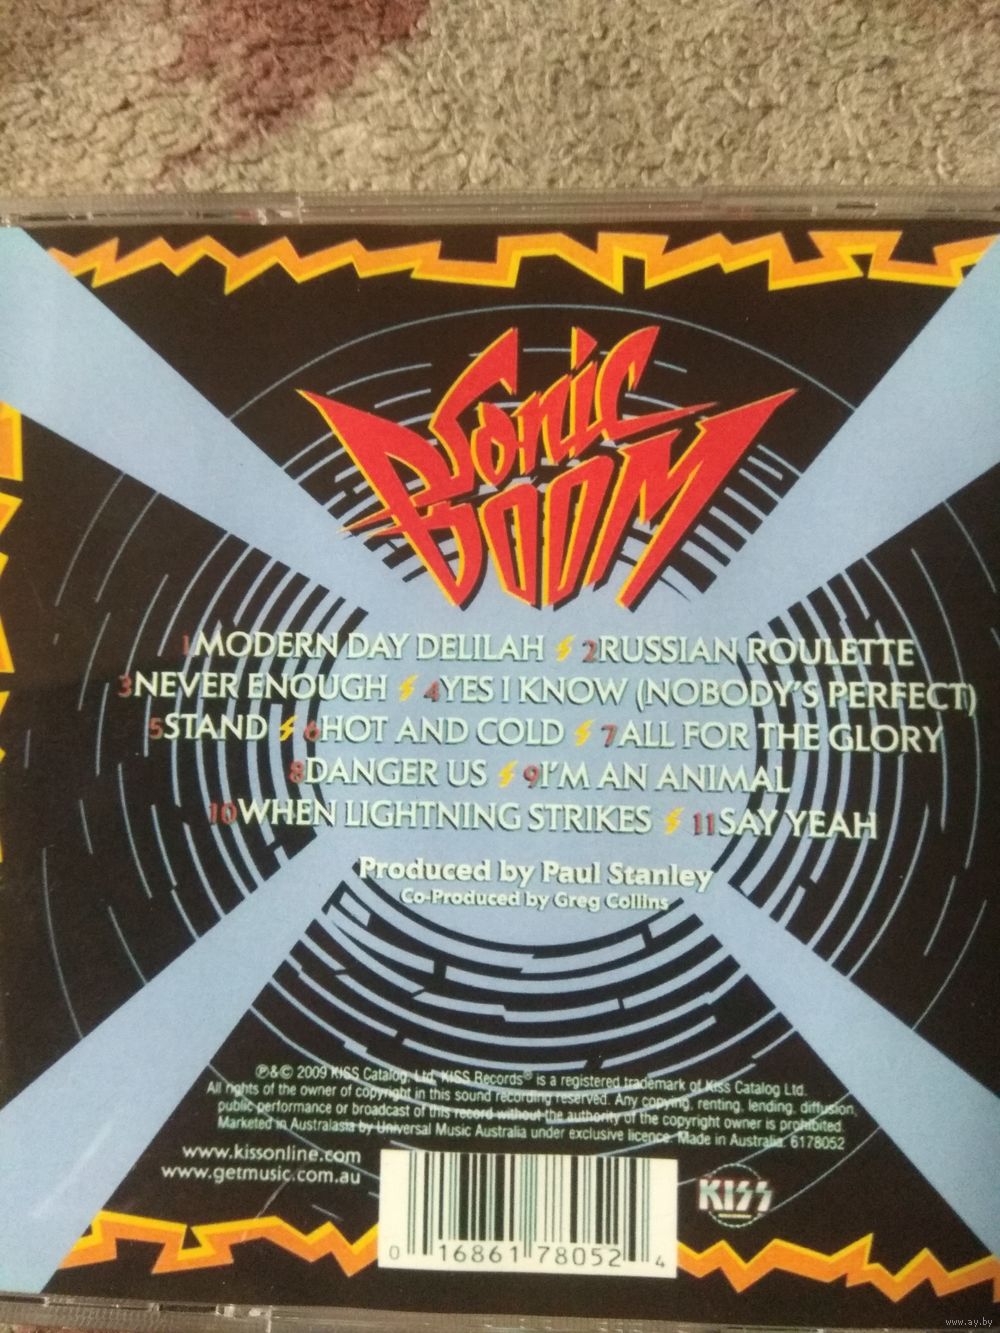 Sonic
BOOM
1 MODERN DAY DELILAH 2 RUSSIAN ROULETTE
3 NEVER ENOUGH 4 YES I KNOW (NOBODY'S PERFECT)
5 STAND 6 HOT AND COLD 7 ALL FOR THE GLORY
8 DANGER US 9 I'M AN ANIMAL
10 WHEN LIGHTNING STRIKES 11 SAY YEAH
Produced by Paul Stanley
Co-Produced by Greg Collins
℗&© 2009 KISS Catalog, Ltd. KISS Records® is a registered trademark of Kiss Catalog Ltd.
All rights of the owner of copyright in this sound recording reserved. Any copying, renting, lending, diffusion,
public performance or broadcast of this record without the authority of the copyright owner is prohibited.
Marketed in Australasia by Universal Music Australia under exclusive licence. Made in Australia. 6178052
www.kissonline.com
www.getmusic.com.au
KISS
0 16861 78052 4
www.ay.by